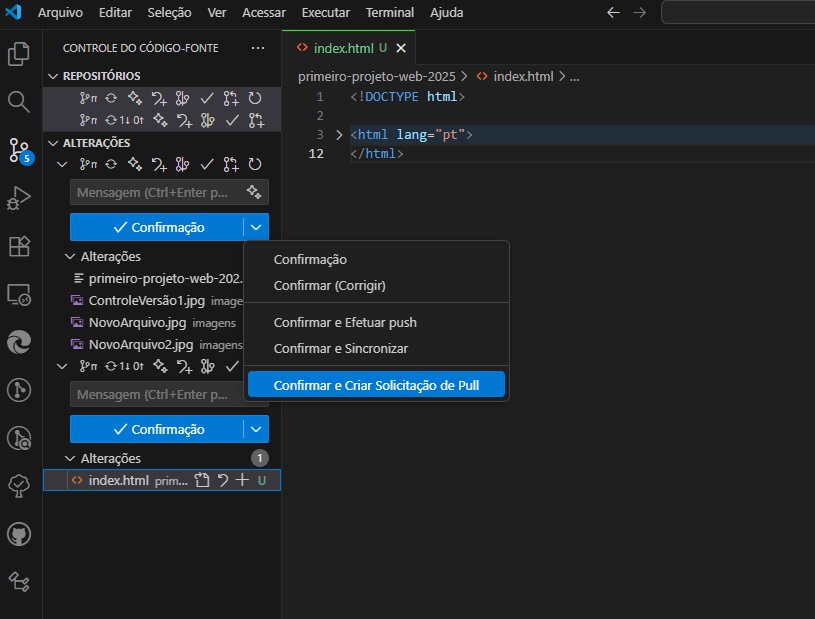 Arquivo Editar Seleção Ver Acessar Executar Terminal Ajuda
CONTROLE DO CÓDIGO-FONTE ...
index.html U
primeiro-projeto-web-2025 > index.html > ...
REPOSITÓRIOS
1↓ 0↑
ALTERAÇÕES
Mensagem (Ctrl+Enter p...
Confirmação
Alterações
primeiro-projeto-web-202...
ControleVersão1.jpg image
NovoArquivo.jpg imagens
NovoArquivo2.jpg imagens
1↓ 0↑
Mensagem (Ctrl+Enter p...
Confirmação
Alterações 1
index.html prim... U
5
Confirmação
Confirmar (Corrigir)
Confirmar e Efetuar push
Confirmar e Sincronizar
Confirmar e Criar Solicitação de Pull
1 <!DOCTYPE html>
2
3 <html lang="pt">
12 </html>